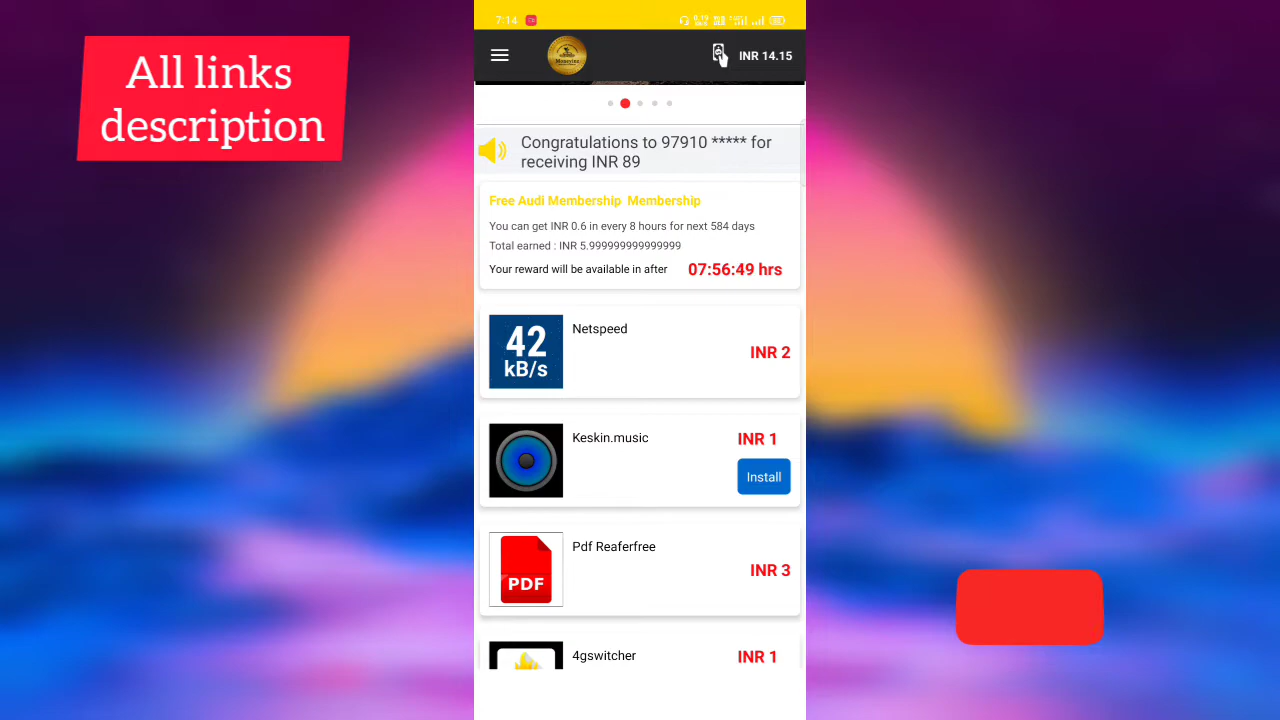 All links
description
7:14
INR 14.15
Congratulations to 97910 ***** for
receiving INR 89
Free Audi Membership Membership
You can get INR 0.6 in every 8 hours for next 584 days
Total earned : INR 5.999999999999999
Your reward will be available in after 07:56:49 hrs
42
kB/s
Netspeed
INR 2
Keskin.music
INR 1
Install
PDF
Pdf Reaferfree
INR 3
4gswitcher
INR 1